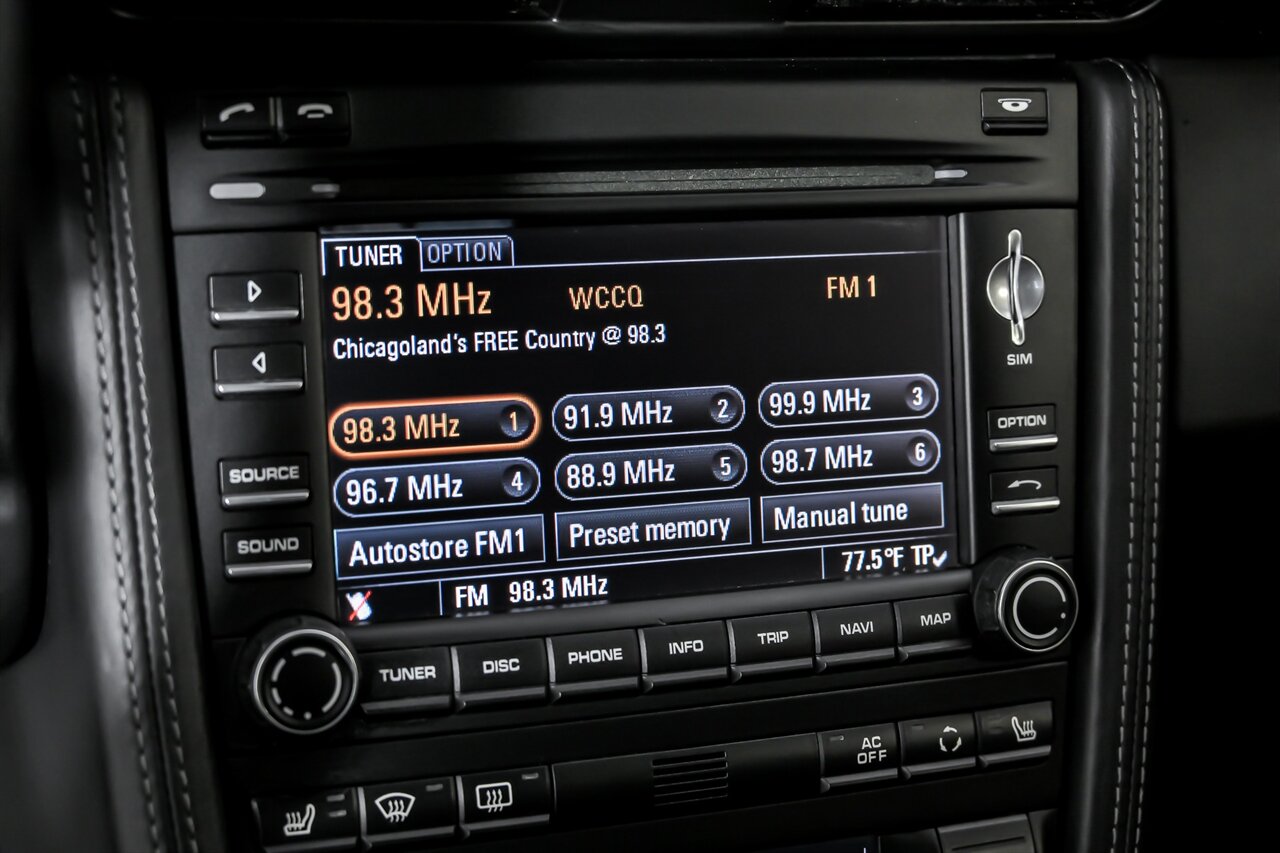 TUNER OPTION
98.3 MHz WCCQ FM 1
Chicagoland's FREE Country @ 98.3
98.3 MHz 1 91.9 MHz 2 99.9 MHz 3
96.7 MHz 4 88.9 MHz 5 98.7 MHz 6
Autostore FM1 Preset memory Manual tune
FM 98.3 MHz 77.5°F TP
SOURCE
SOUND
SIM
OPTION
TUNER DISC PHONE INFO TRIP NAVI MAP
AC
OFF